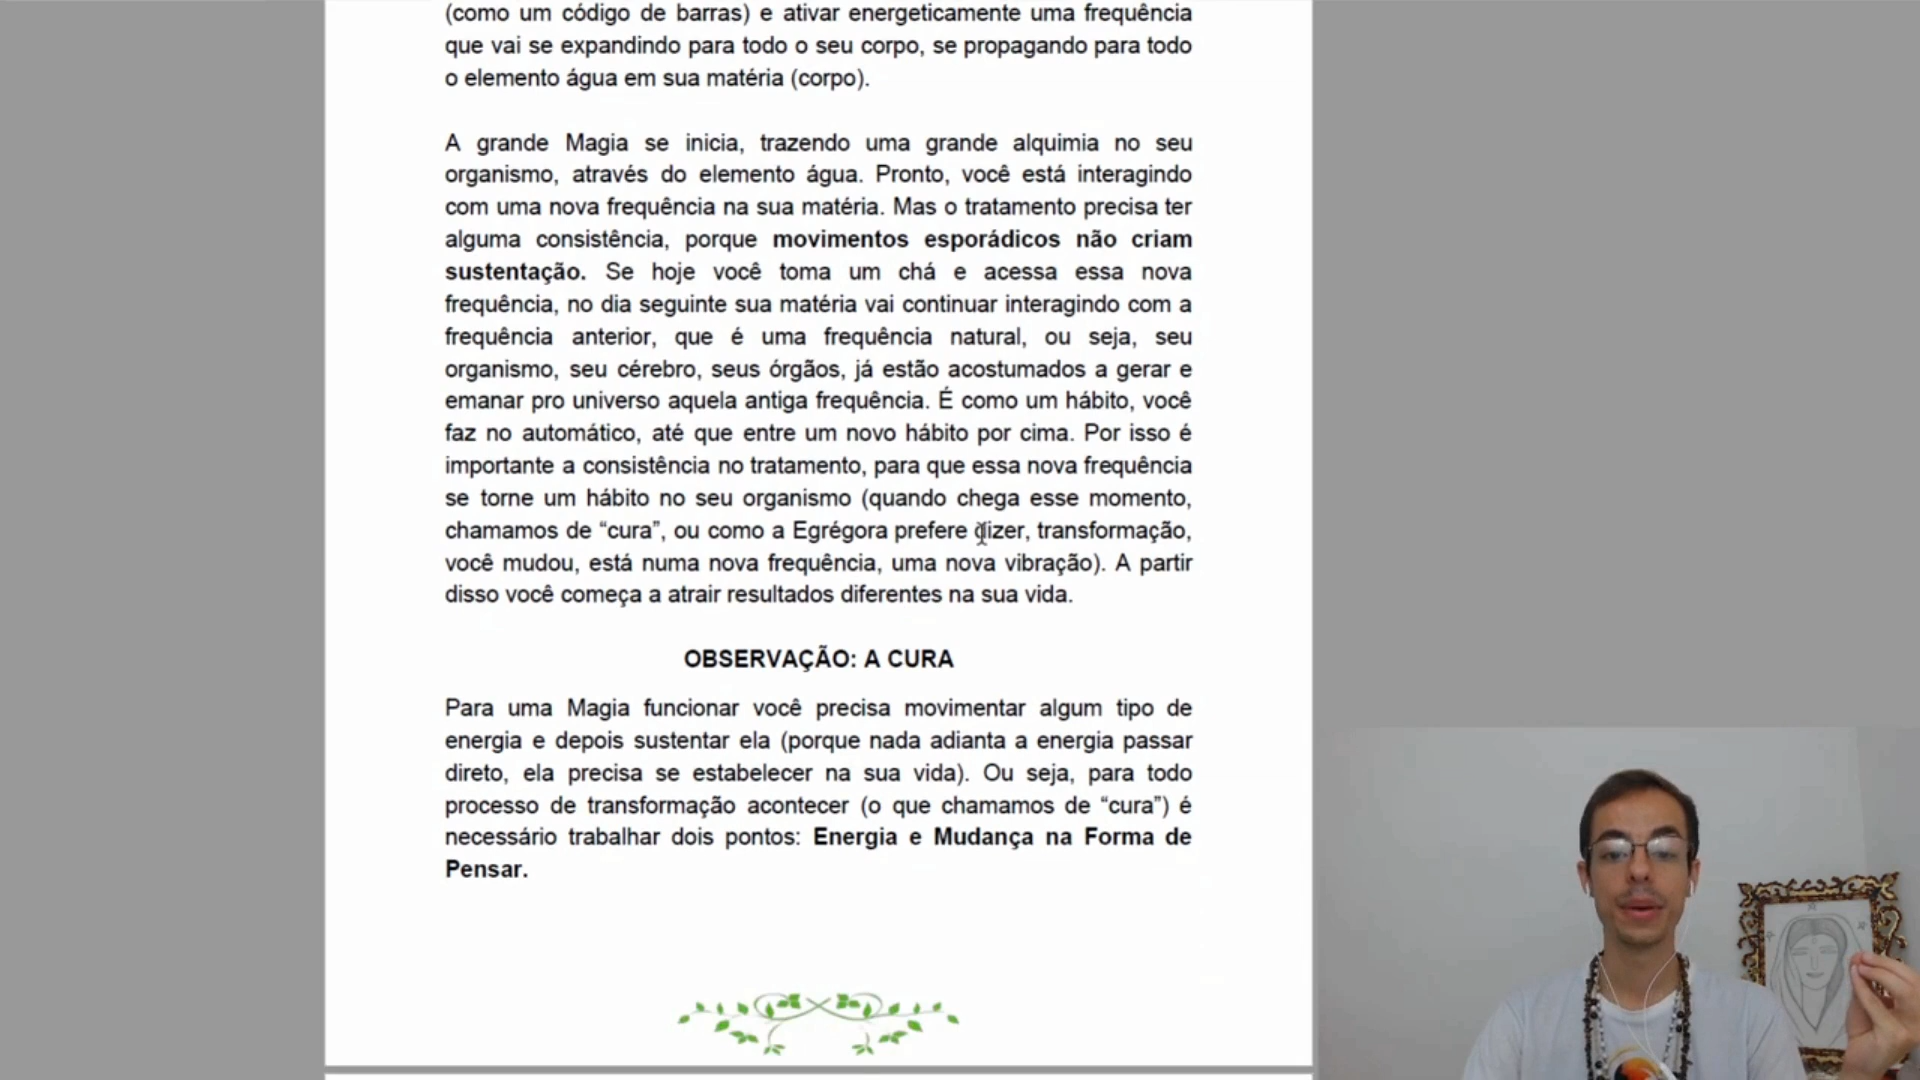 (como um código de barras) e ativar energeticamente uma frequência
que vai se expandindo para todo o seu corpo, se propagando para todo
o elemento água em sua matéria (corpo).
A grande Magia se inicia, trazendo uma grande alquimia no seu
organismo, através do elemento água. Pronto, você está interagindo
com uma nova frequência na sua matéria. Mas o tratamento precisa ter
alguma consistência, porque movimentos esporádicos não criam
sustentação. Se hoje você toma um chá e acessa essa nova
frequência, no dia seguinte sua matéria vai continuar interagindo com a
frequência anterior, que é uma frequência natural, ou seja, seu
organismo, seu cérebro, seus órgãos, já estão acostumados a gerar e
emanar pro universo aquela antiga frequência. É como um hábito, você
faz no automático, até que entre um novo hábito por cima. Por isso é
importante a consistência no tratamento, para que essa nova frequência
se torne um hábito no seu organismo (quando chega esse momento,
chamamos de “cura”, ou como a Egrégora prefere dizer, transformação,
você mudou, está numa nova frequência, uma nova vibração). A partir
disso você começa a atrair resultados diferentes na sua vida.
OBSERVAÇÃO: A CURA
Para uma Magia funcionar você precisa movimentar algum tipo de
energia e depois sustentar ela (porque nada adianta a energia passar
direto, ela precisa se estabelecer na sua vida). Ou seja, para todo
processo de transformação acontecer (o que chamamos de “cura”) é
necessário trabalhar dois pontos: Energia e Mudança na Forma de
Pensar.